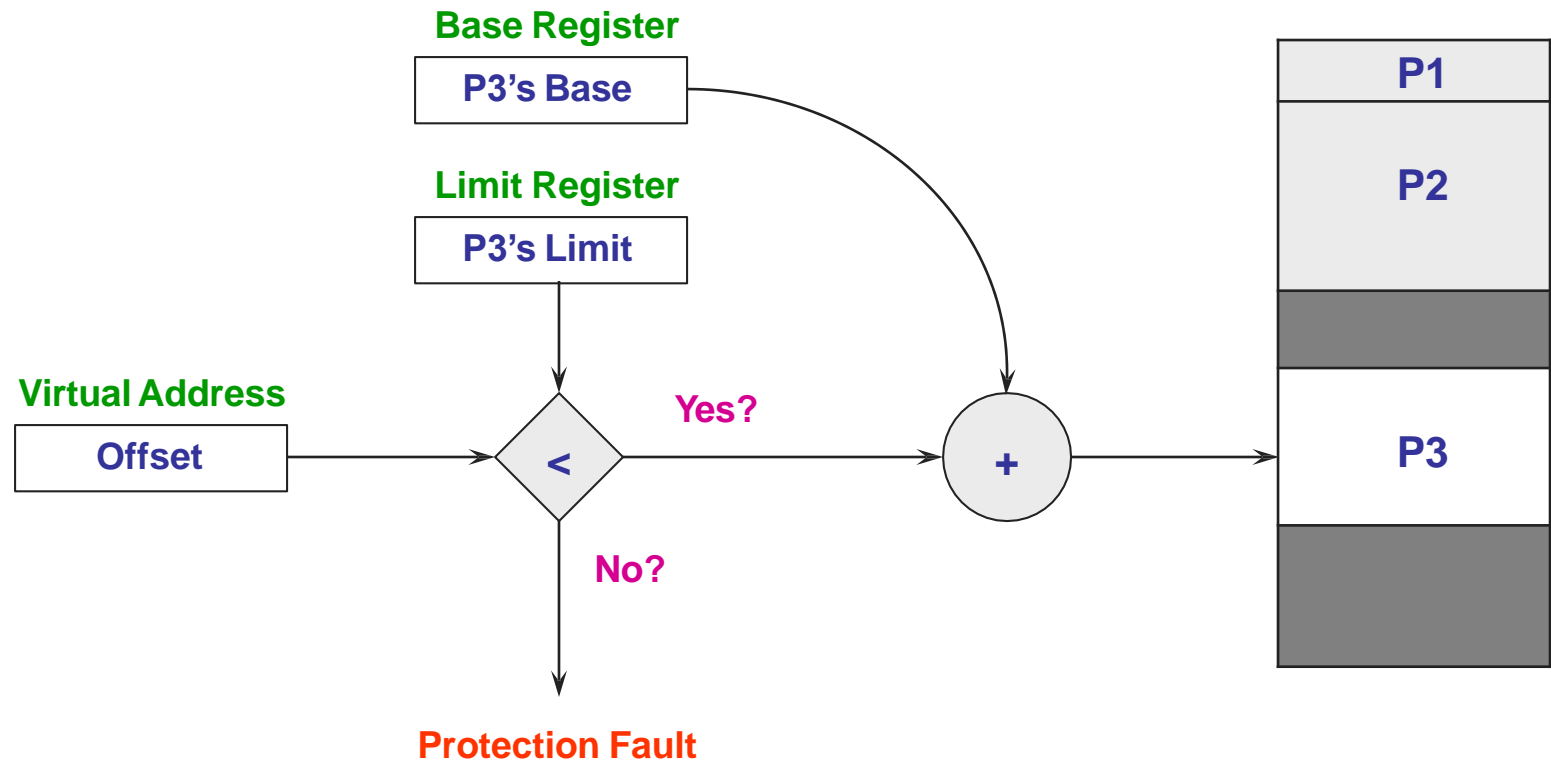 Base Register
P3’s Base
Limit Register
P3’s Limit
Virtual Address
Offset
<
Yes?
+
No?
Protection Fault
P1
P2
P3